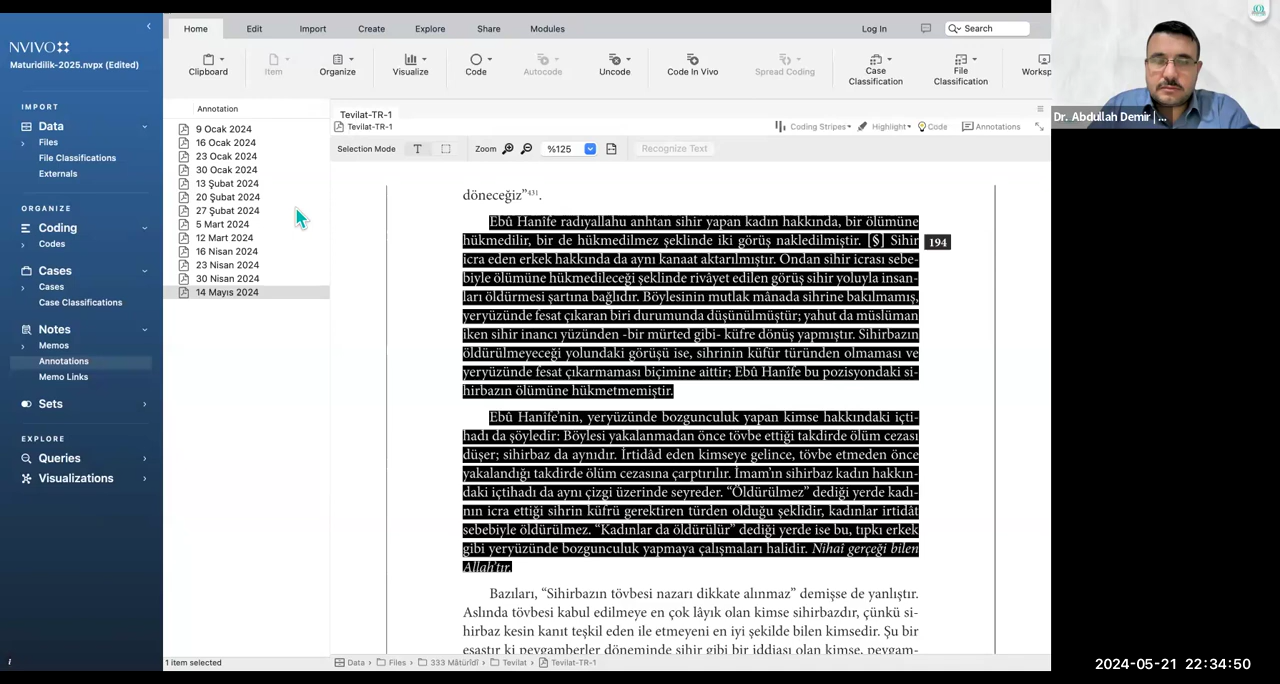 NVIVO
Maturidilik-2025.nvpx (Edited)
IMPORT
Data
Files
File Classifications
Externals
ORGANIZE
Coding
Codes
Cases
Cases
Case Classifications
Notes
Memos
Annotations
Memo Links
Sets
EXPLORE
Queries
Visualizations
Home Edit Import Create Explore Share Modules Log In Search
Clipboard Item Organize Visualize Code Autocode Uncode Code In Vivo Spread Coding Case Classification File Classification Worksp
Annotation
9 Ocak 2024
16 Ocak 2024
23 Ocak 2024
30 Ocak 2024
13 Şubat 2024
20 Şubat 2024
27 Şubat 2024
5 Mart 2024
12 Mart 2024
16 Nisan 2024
23 Nisan 2024
30 Nisan 2024
14 Mayıs 2024
1 item selected
Tevilat-TR-1
Tevilat-TR-1 Coding Stripes Highlight Code Annotations
Selection Mode T Zoom %125 Recognize Text
döneceğiz”431.
Ebû Hanîfe radıyallahu anhtan sihir yapan kadın hakkında, bir ölümüne
hükmedilir, bir de hükmedilmez şeklinde iki görüş nakledilmiştir. [§] Sihir 194
icra eden erkek hakkında da aynı kanaat aktarılmıştır. Ondan sihir icrası sebe-
biyle ölümüne hükmedileceği şeklinde rivâyet edilen görüş sihir yoluyla insan-
ları öldürmesi şartına bağlıdır. Böylesinin mutlak mânada sihrine bakılmamış,
yeryüzünde fesat çıkaran biri durumunda düşünülmüştür; yahut da müslüman
iken sihir inancı yüzünden -bir mürted gibi- küfre dönüş yapmıştır. Sihirbazın
öldürülmeyeceği yolundaki görüşü ise, sihrinin küfür türünden olmaması ve
yeryüzünde fesat çıkarmaması biçimine aittir; Ebû Hanîfe bu pozisyondaki si-
hirbazın ölümüne hükmetmemiştir.
Ebû Hanîfe’nin, yeryüzünde bozgunculuk yapan kimse hakkındaki içti-
hadı da şöyledir: Böylesi yakalanmadan önce tövbe ettiği takdirde ölüm cezası
düşer; sihirbaz da aynıdır. İrtidâd eden kimseye gelince, tövbe etmeden önce
yakalandığı takdirde ölüm cezasına çarptırılır. İmam’ın sihirbaz kadın hakkın-
daki içtihadı da aynı çizgi üzerinde seyreder. “Öldürülmez” dediği yerde kadı-
nın icra ettiği sihrin küfrü gerektiren türden olduğu şeklidir, kadınlar irtidât
sebebiyle öldürülmez. “Kadınlar da öldürülür” dediği yerde ise bu, tıpkı erkek
gibi yeryüzünde bozgunculuk yapmaya çalışmaları halidir. Nihaî gerçeği bilen
Allah’tır.
Bazıları, “Sihirbazın tövbesi nazarı dikkate alınmaz” demişse de yanlıştır.
Aslında tövbesi kabul edilmeye en çok lâyık olan kimse sihirbazdır, çünkü si-
hirbaz kesin kanıt teşkil eden ile etmeyeni en iyi şekilde bilen kimsedir. Şu bir
esastır ki peygamberler döneminde sihir gibi bir iddiası olan kimse, peygam-
Data Files 333 Mâtürîdî Tevilat Tevilat-TR-1
Dr. Abdullah Demir | ...
2024-05-21 22:34:50